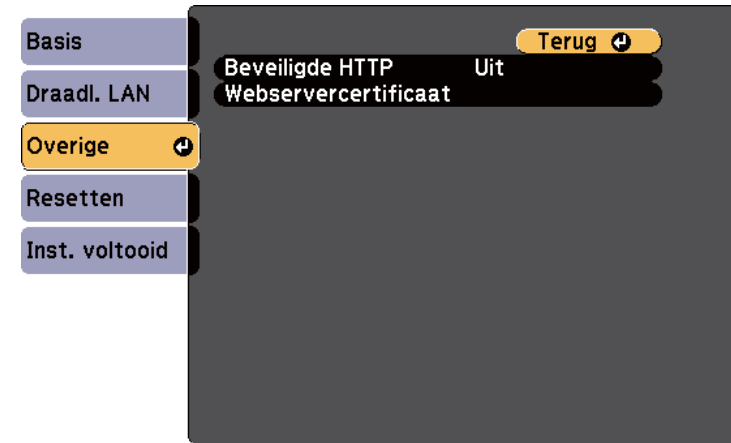 Basis
Draadl. LAN
Overige
Resetten
Inst. voltooid
Terug
Beveiligde HTTP Uit
Webservercertificaat